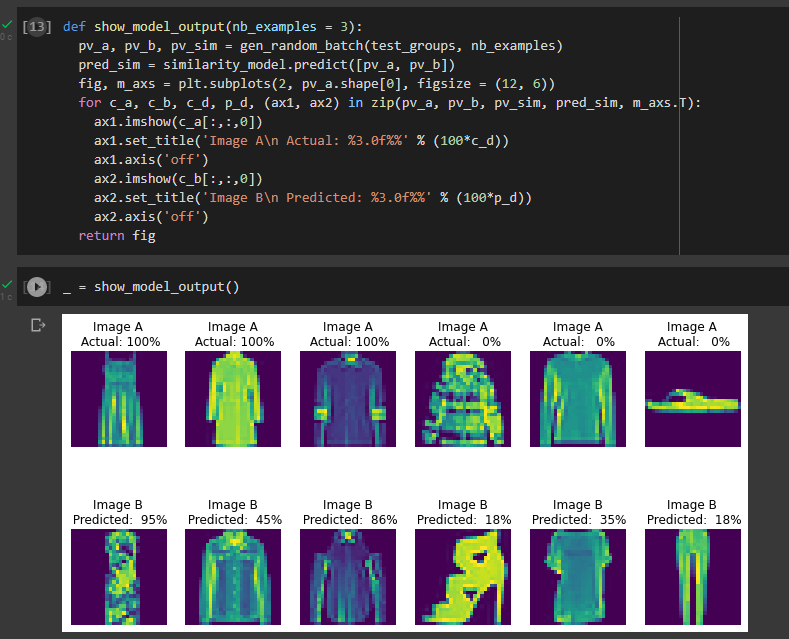 [13] def show_model_output(nb_examples = 3):
pv_a, pv_b, pv_sim = gen_random_batch(test_groups, nb_examples)
pred_sim = similarity_model.predict([pv_a, pv_b])
fig, m_axs = plt.subplots(2, pv_a.shape[0], figsize = (12, 6))
for c_a, c_b, c_d, p_d, (ax1, ax2) in zip(pv_a, pv_b, pv_sim, pred_sim, m_axs.T):
ax1.imshow(c_a[:,:,0])
ax1.set_title('Image A\n Actual: %3.0f%%' % (100*c_d))
ax1.axis('off')
ax2.imshow(c_b[:,:,0])
ax2.set_title('Image B\n Predicted: %3.0f%%' % (100*p_d))
ax2.axis('off')
return fig
_ = show_model_output()
Image A Image A Image A Image A Image A Image A
Actual: 100% Actual: 100% Actual: 100% Actual: 0% Actual: 0% Actual: 0%
Image B Image B Image B Image B Image B Image B
Predicted: 95% Predicted: 45% Predicted: 86% Predicted: 18% Predicted: 35% Predicted: 18%